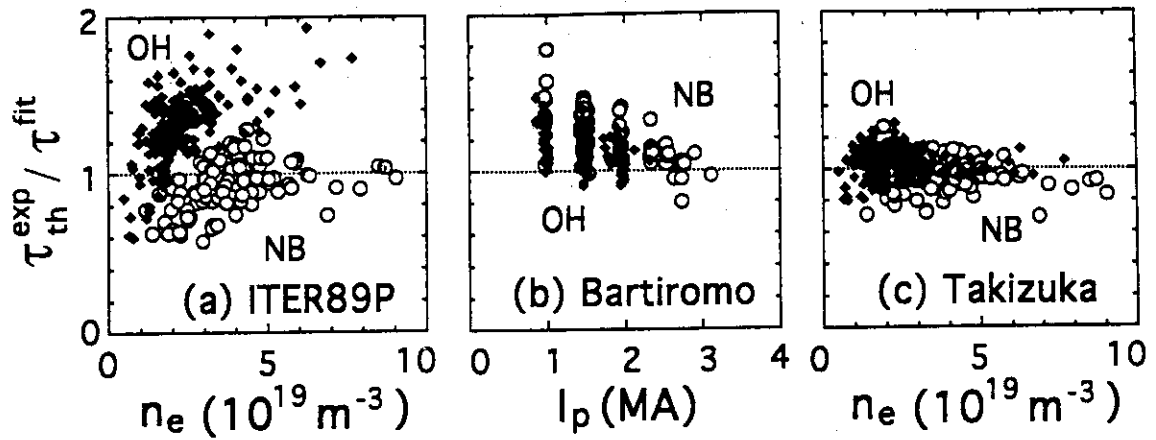 τ_th^exp / τ^fit
2
1
0
OH
NB
(a) ITER89P
0 5 10
n_e (10^19 m^-3)
NB
OH
(b) Bartiromo
0 1 2 3 4
I_p (MA)
OH
NB
(c) Takizuka
0 5 10
n_e (10^19 m^-3)